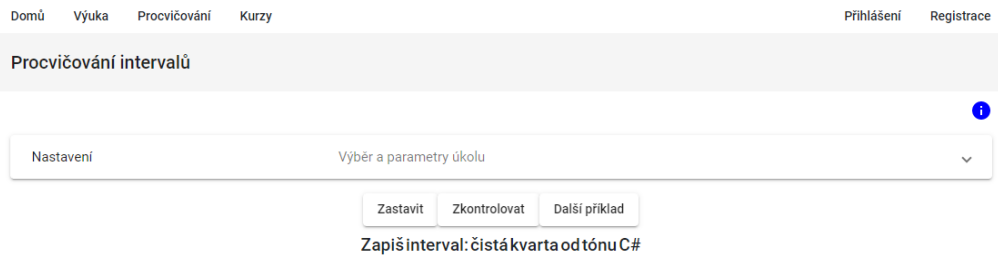 Domů Výuka Procvičování Kurzy Přihlášení Registrace
Procvičování intervalů
Nastavení Výběr a parametry úkolu
Zastavit Zkontrolovat Další příklad
Zapiš interval: čistá kvarta od tónu C#